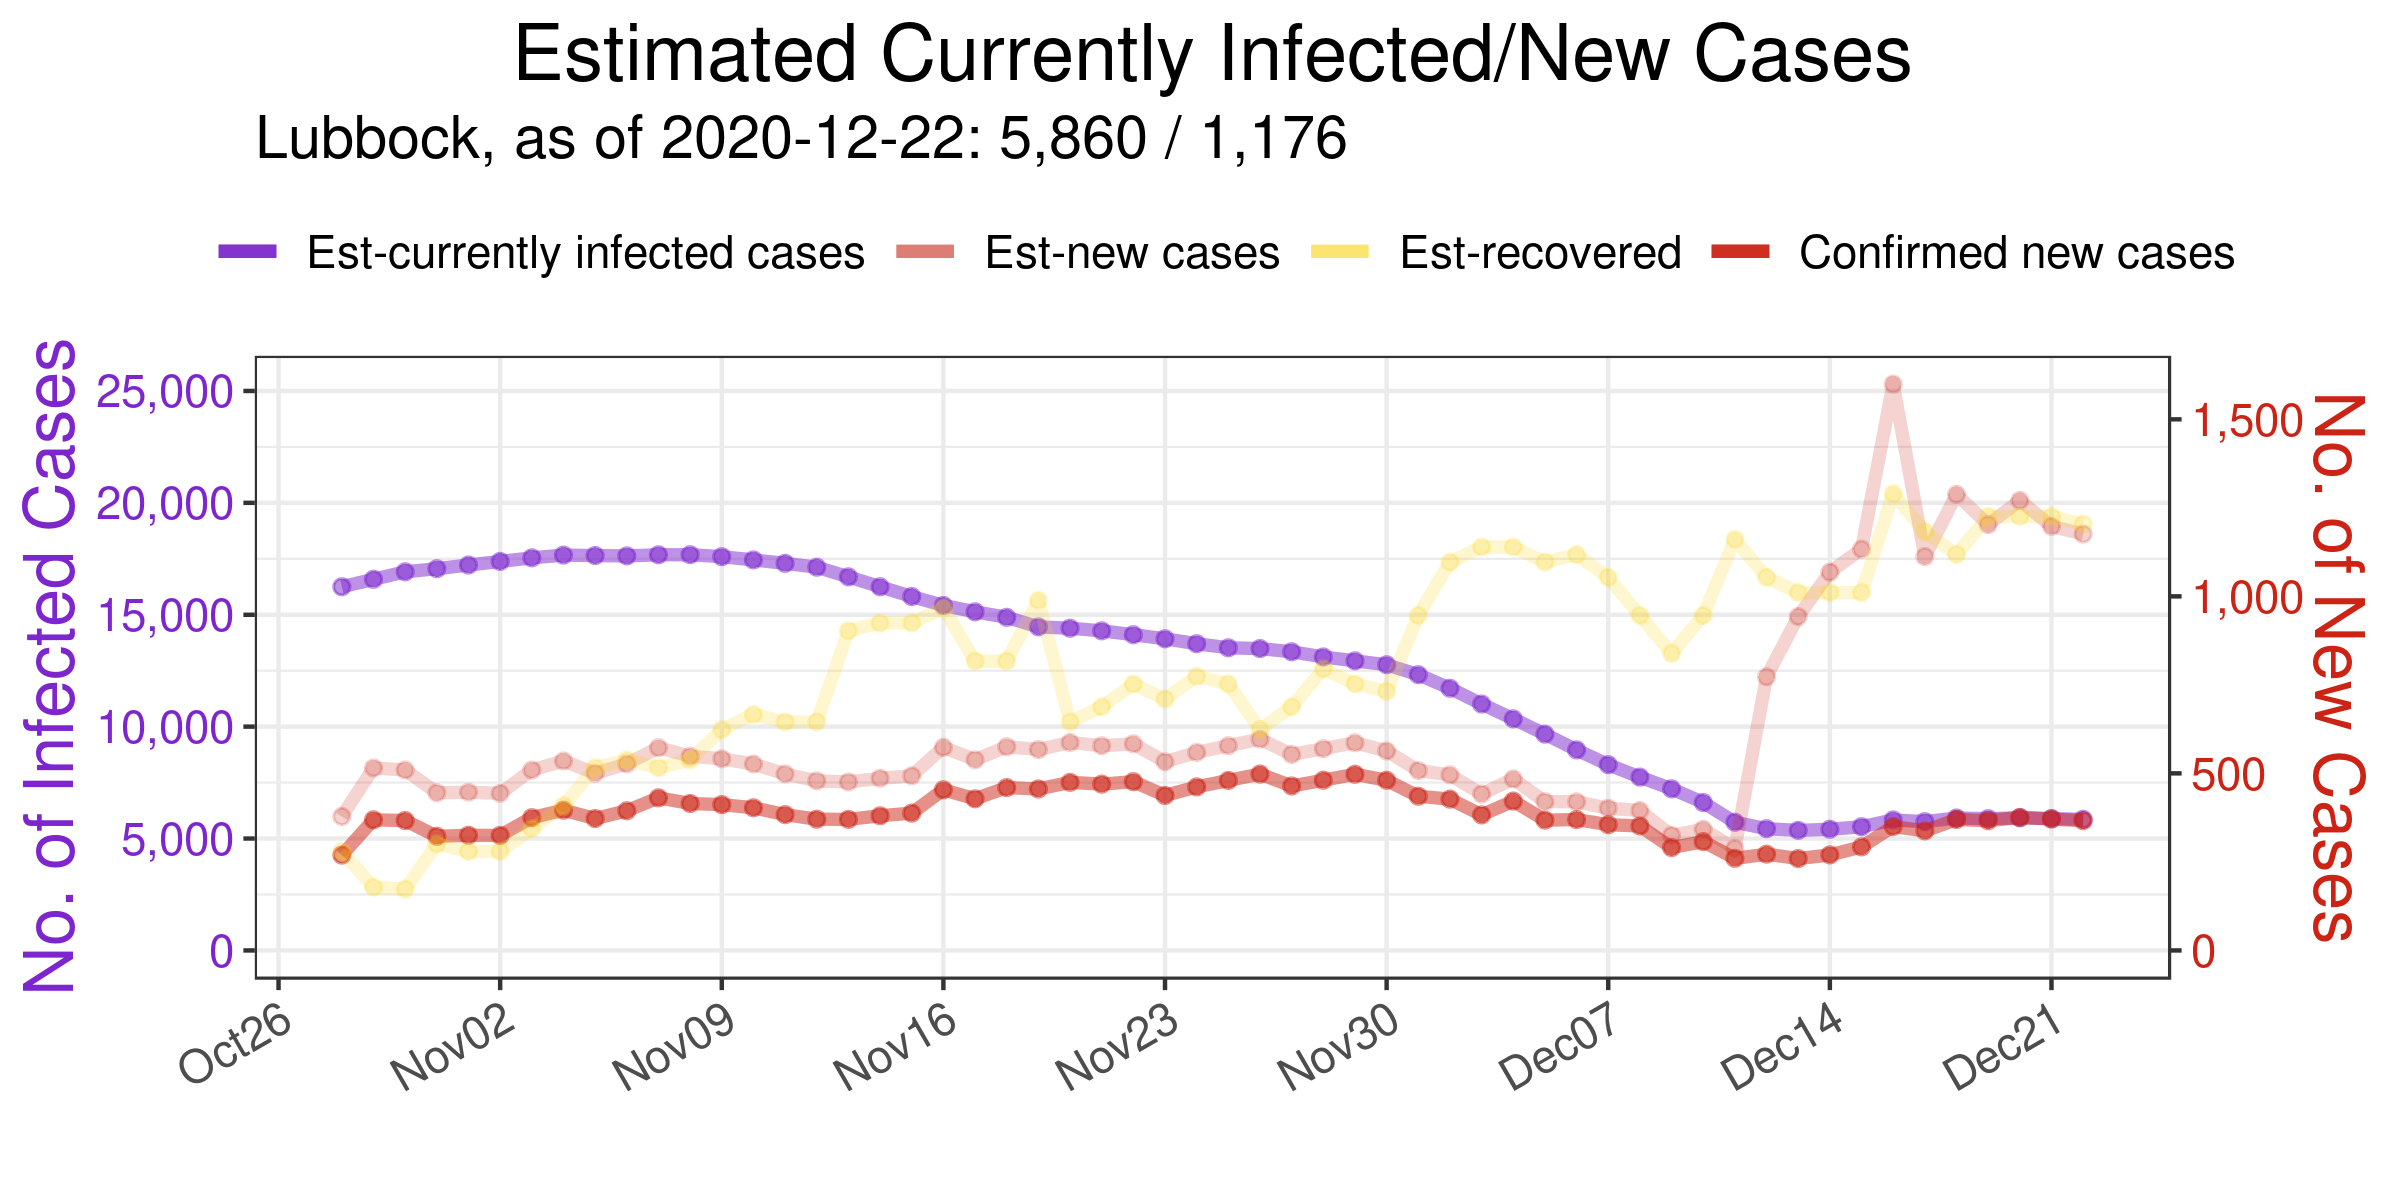 Estimated Currently Infected/New Cases
Lubbock, as of 2020-12-22: 5,860 / 1,176
Est-currently infected cases Est-new cases Est-recovered Confirmed new cases
No. of Infected Cases
25,000
20,000
15,000
10,000
5,000
0
1,500
1,000
500
0
No. of New Cases
Oct26 Nov02 Nov09 Nov16 Nov23 Nov30 Dec07 Dec14 Dec21